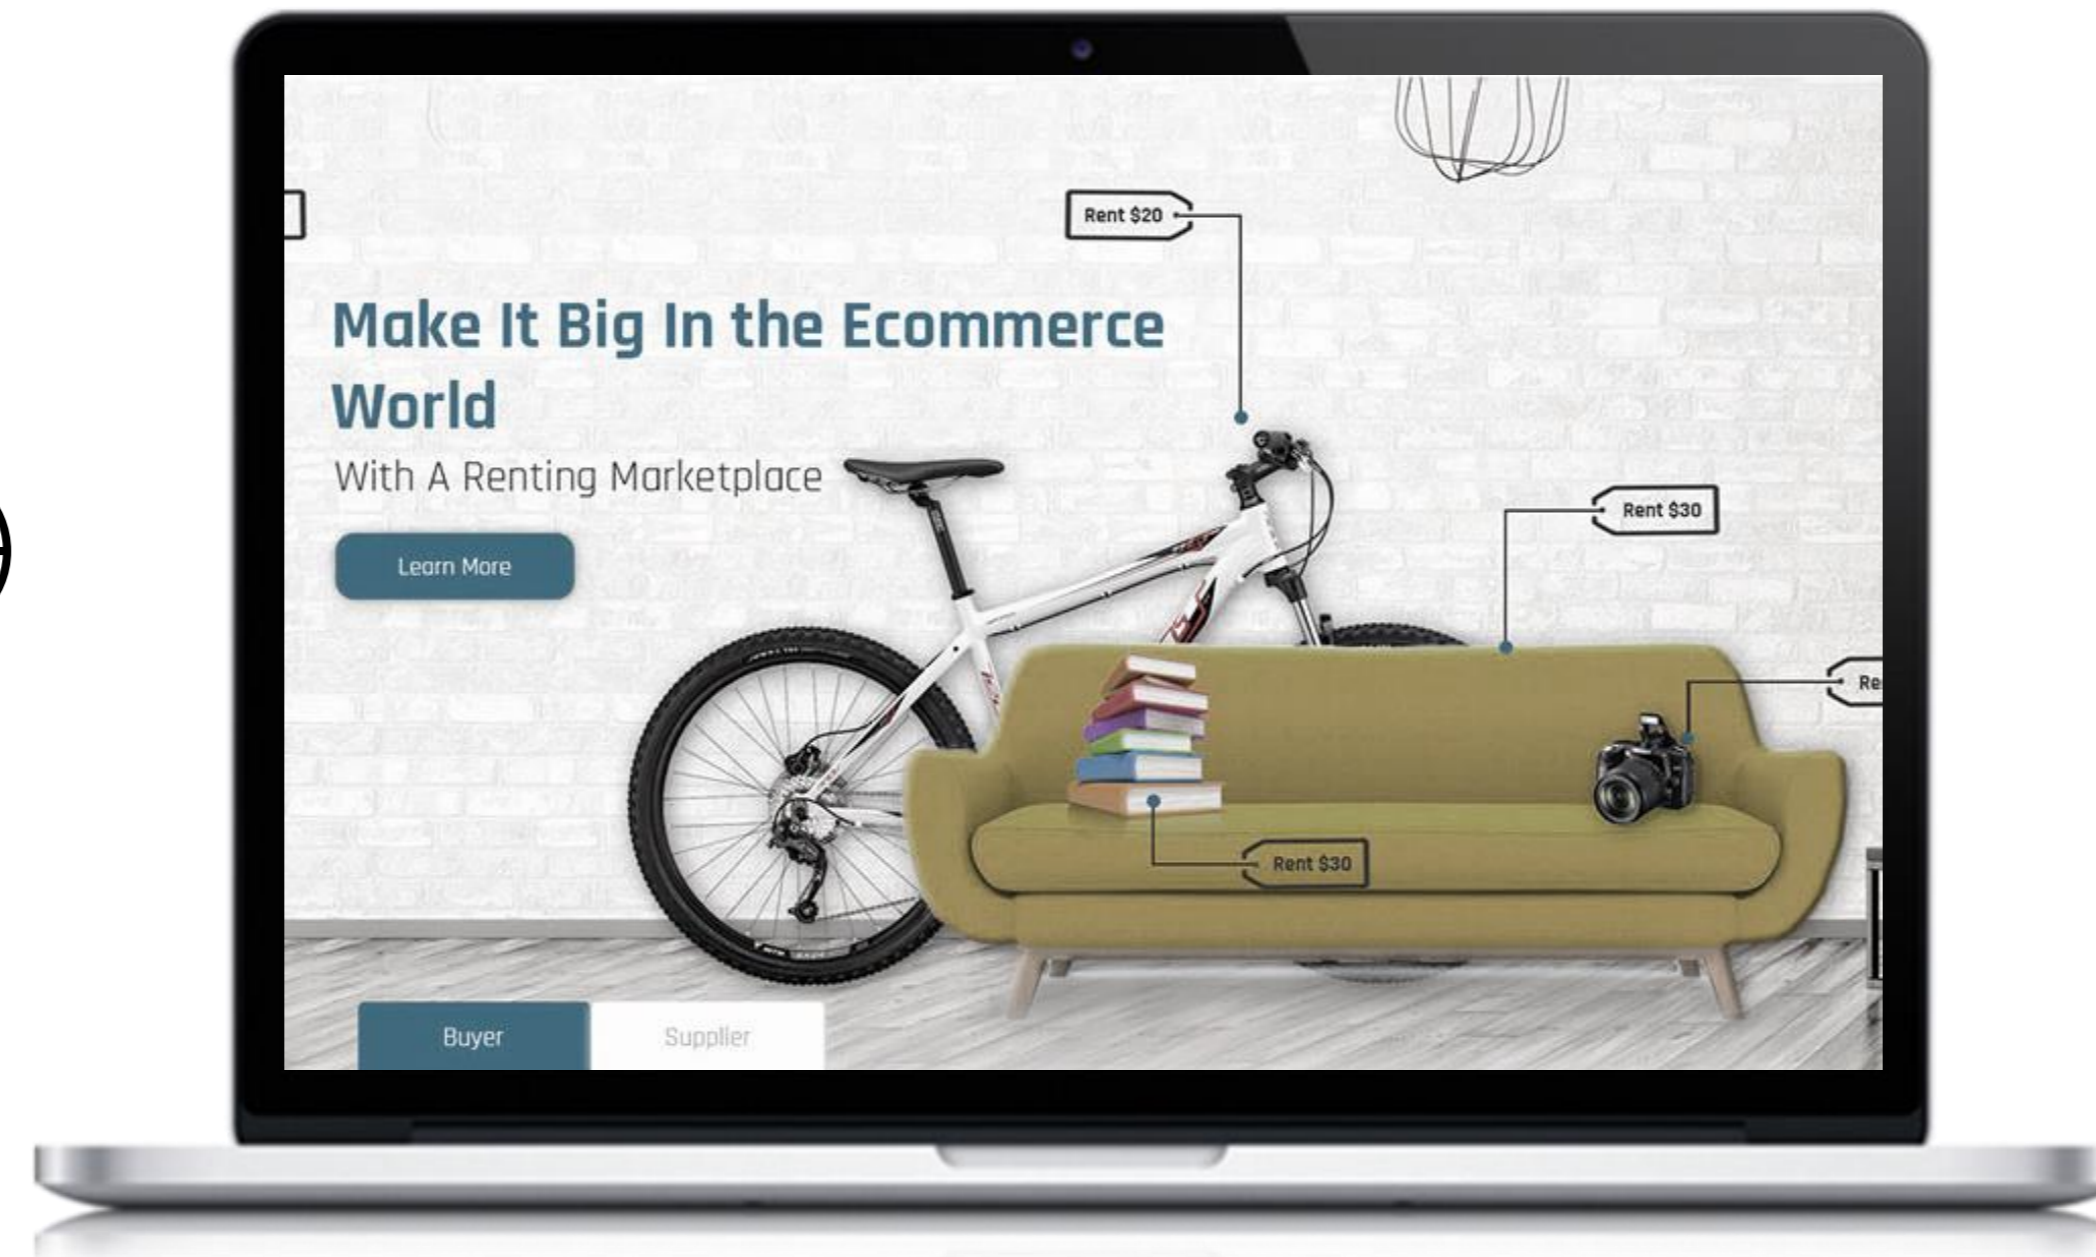 Rent $20
Make It Big In the Ecommerce
World
With A Renting Marketplace
Learn More
Rent $30
Rent $30
Buyer
Supplier